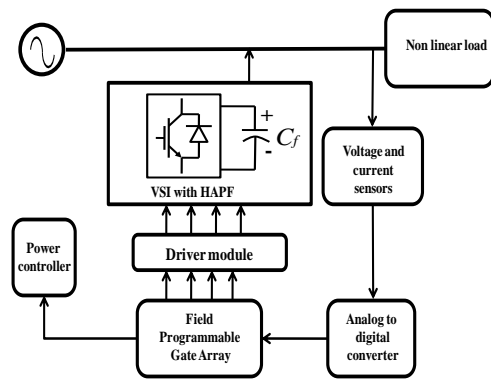 Non linear load
+
C_f
-
VSI with HAPF
Voltage and
current
sensors
Power
controller
Driver module
Field
Programmable
Gate Array
Analog to
digital
converter